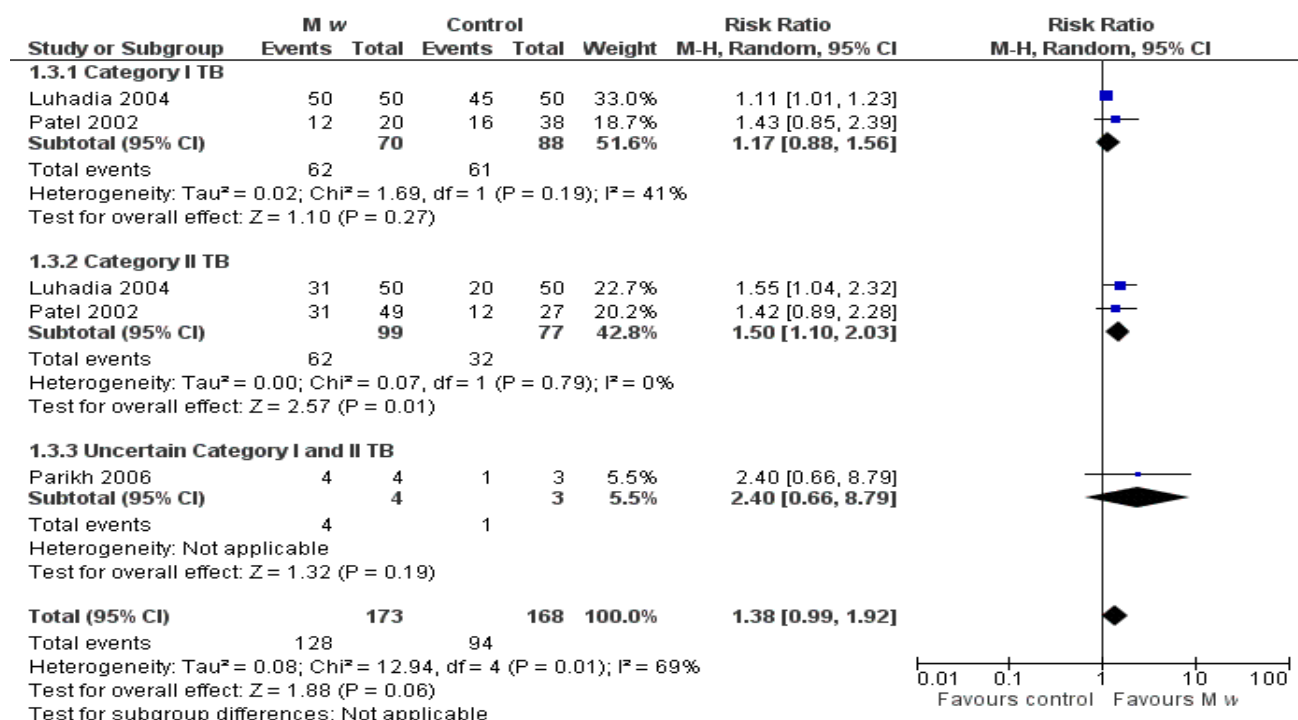 M w Control Risk Ratio Risk Ratio
Study or Subgroup Events Total Events Total Weight M-H, Random, 95% CI M-H, Random, 95% CI
1.3.1 Category I TB
Luhadia 2004 50 50 45 50 33.0% 1.11 [1.01, 1.23]
Patel 2002 12 20 16 38 18.7% 1.43 [0.85, 2.39]
Subtotal (95% CI) 70 88 51.6% 1.17 [0.88, 1.56]
Total events 62 61
Heterogeneity: Tau² = 0.02; Chi² = 1.69, df = 1 (P = 0.19); I² = 41%
Test for overall effect: Z = 1.10 (P = 0.27)
1.3.2 Category II TB
Luhadia 2004 31 50 20 50 22.7% 1.55 [1.04, 2.32]
Patel 2002 31 49 12 27 20.2% 1.42 [0.89, 2.28]
Subtotal (95% CI) 99 77 42.8% 1.50 [1.10, 2.03]
Total events 62 32
Heterogeneity: Tau² = 0.00; Chi² = 0.07, df = 1 (P = 0.79); I² = 0%
Test for overall effect: Z = 2.57 (P = 0.01)
1.3.3 Uncertain Category I and II TB
Parikh 2006 4 4 1 3 5.5% 2.40 [0.66, 8.79]
Subtotal (95% CI) 4 3 5.5% 2.40 [0.66, 8.79]
Total events 4 1
Heterogeneity: Not applicable
Test for overall effect: Z = 1.32 (P = 0.19)
Total (95% CI) 173 168 100.0% 1.38 [0.99, 1.92]
Total events 128 94
Heterogeneity: Tau² = 0.08; Chi² = 12.94, df = 4 (P = 0.01); I² = 69%
Test for overall effect: Z = 1.88 (P = 0.06)
Test for subgroup differences: Not applicable
0.01 0.1 1 10 100
Favours control Favours M w